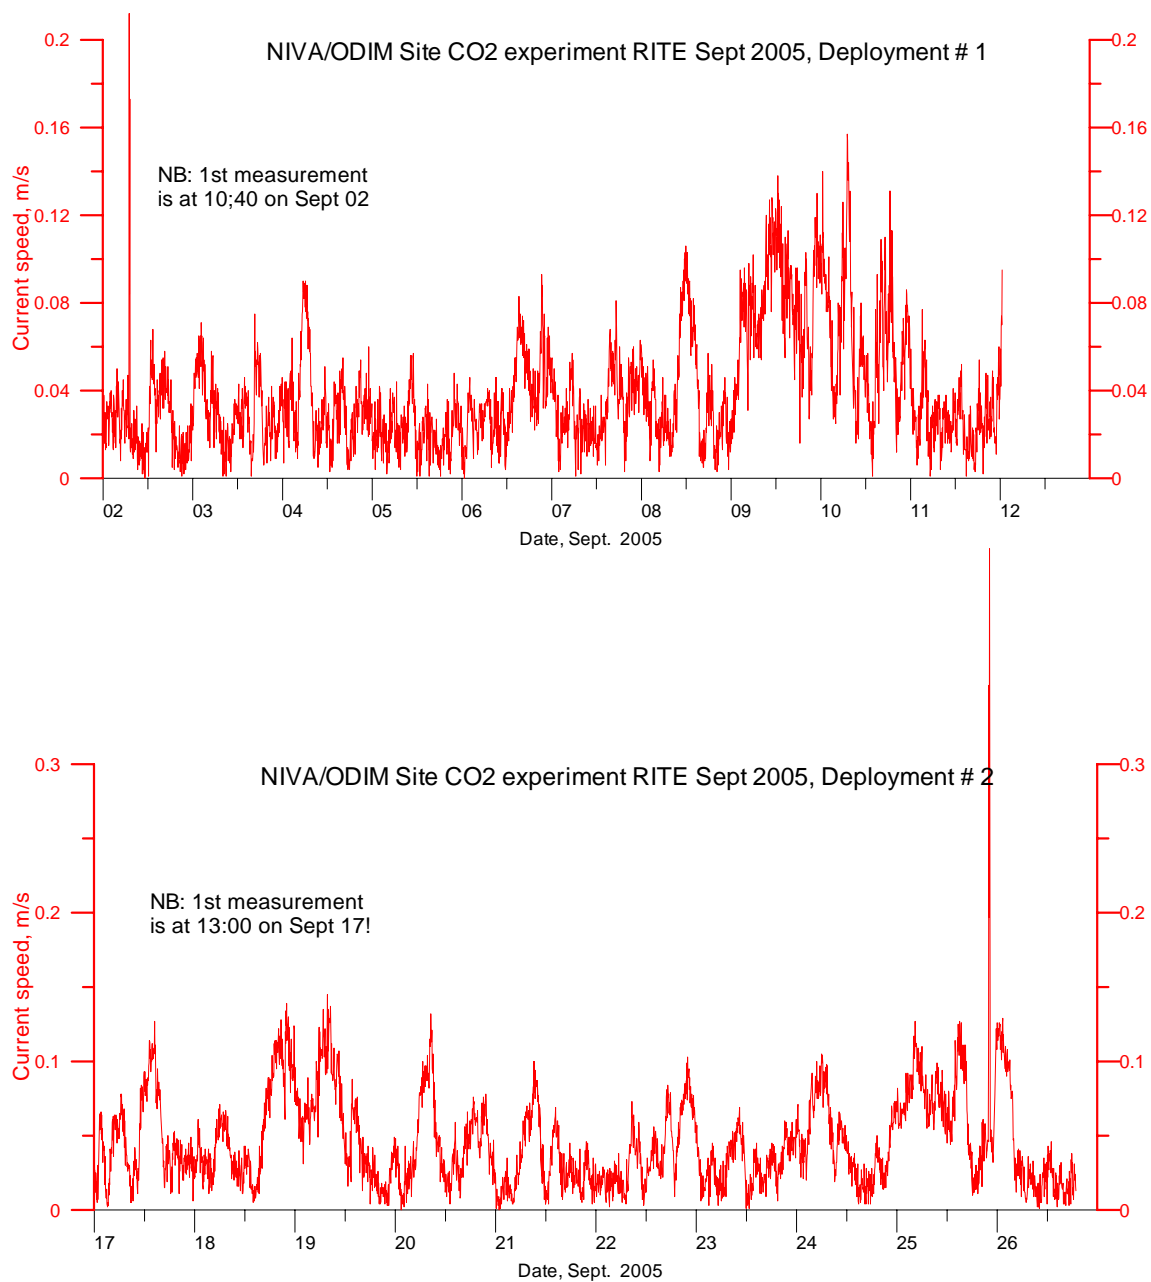 NIVA/ODIM Site CO2 experiment RITE Sept 2005, Deployment # 1
0.2
0.16
0.12
0.08
0.04
0
Current speed, m/s
NB: 1st measurement
is at 10;40 on Sept 02
0.2
0.16
0.12
0.08
0.04
0
02 03 04 05 06 07 08 09 10 11 12
Date, Sept. 2005
NIVA/ODIM Site CO2 experiment RITE Sept 2005, Deployment # 2
0.3
0.2
0.1
0
Current speed, m/s
NB: 1st measurement
is at 13:00 on Sept 17!
0.3
0.2
0.1
0
17 18 19 20 21 22 23 24 25 26
Date, Sept. 2005